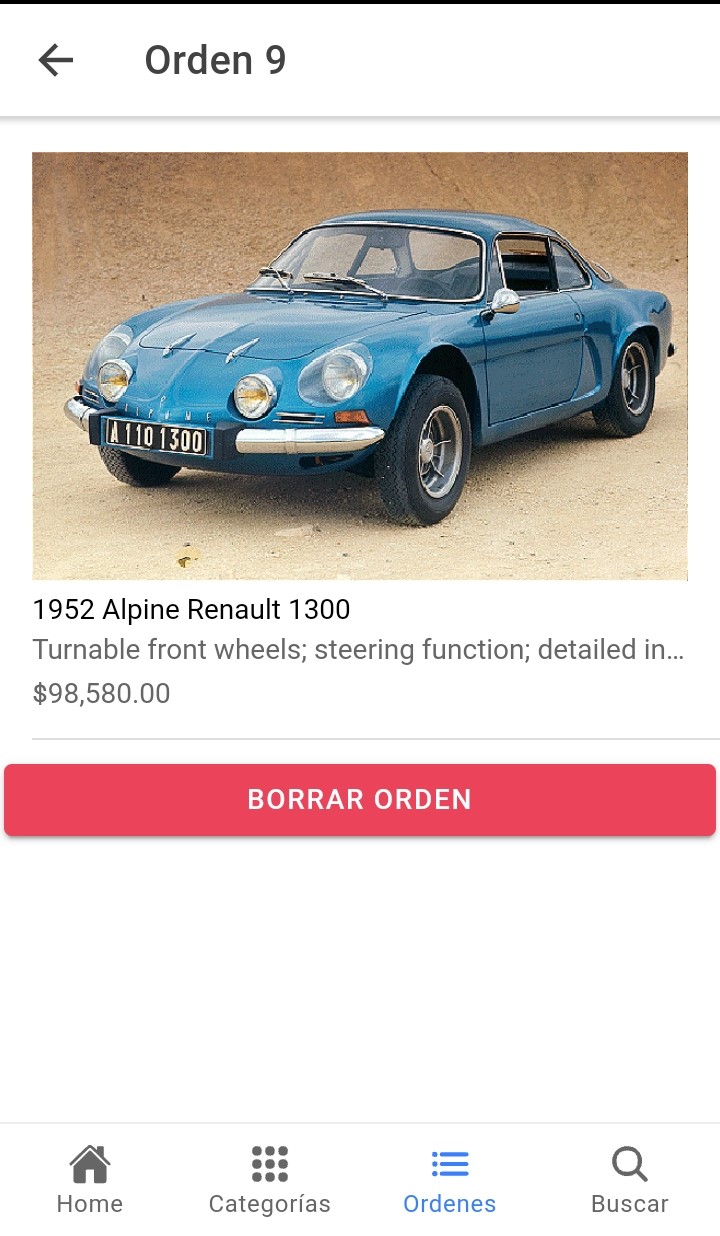 Orden 9
A 110 1300
1952 Alpine Renault 1300
Turnable front wheels; steering function; detailed in...
$98,580.00
BORRAR ORDEN
Home
Categorías
Ordenes
Buscar